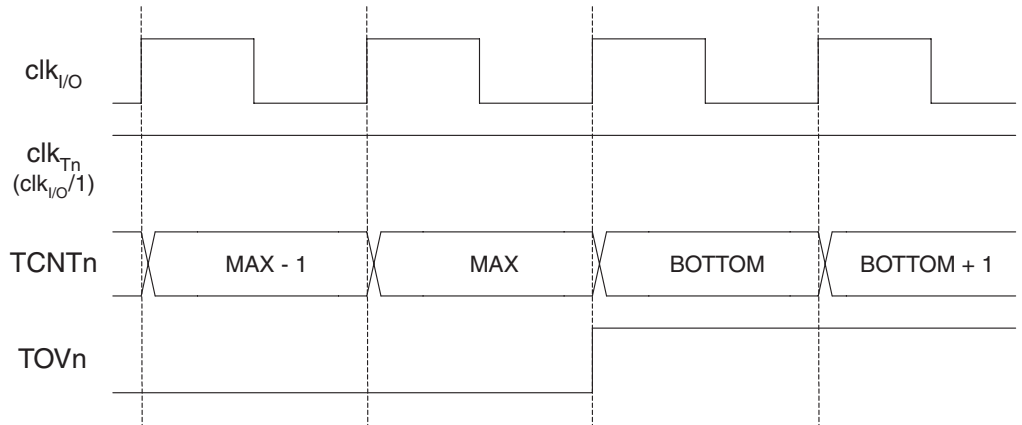 clkI/O
clkTn
(clkI/O/1)
TCNTn
MAX - 1
MAX
BOTTOM
BOTTOM + 1
TOVn